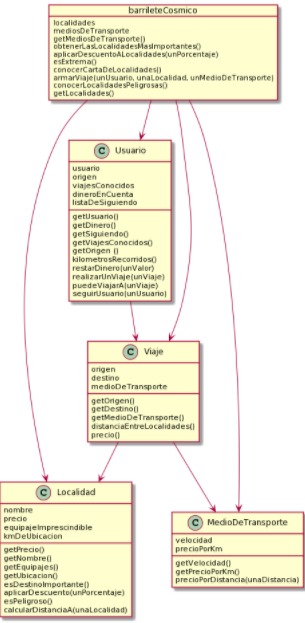 barrileteCosmico
localidades
mediosDeTransporte
getMediosDeTransporte()
obtenerLasLocalidadesMasImportantes()
aplicarDescuentoALocalidades(unPorcentaje)
esExtrema()
conocerCartaDeLocalidades()
armarViaje(unUsuario, unaLocalidad, unMedioDeTransporte)
conocerLocalidadesPeligrosas()
getLocalidades()
C Usuario
usuario
origen
viajesConocidos
dineroEnCuenta
listaDeSiguiendo
getUsuario()
getDinero()
getSiguiendo()
getViajesConocidos()
getOrigen ()
kilometrosRecorridos()
restarDinero(unValor)
realizarUnViaje(unViaje)
puedeViajarA(unViaje)
seguirUsuario(unUsuario)
C Viaje
origen
destino
medioDeTransporte
getOrigen()
getDestino()
getMedioDeTransporte()
distanciaEntreLocalidades()
precio()
C Localidad
nombre
precio
equipajeImprescindible
kmDeUbicacion
getPrecio()
getNombre()
getEquipajes()
getUbicacion()
esDestinoImportante()
aplicarDescuento(unPorcentaje)
esPeligroso()
calcularDistanciaA(unaLocalidad)
C MedioDeTransporte
velocidad
precioPorKm
getVelocidad()
getPrecioPorKm()
precioPorDistancia(unaDistancia)